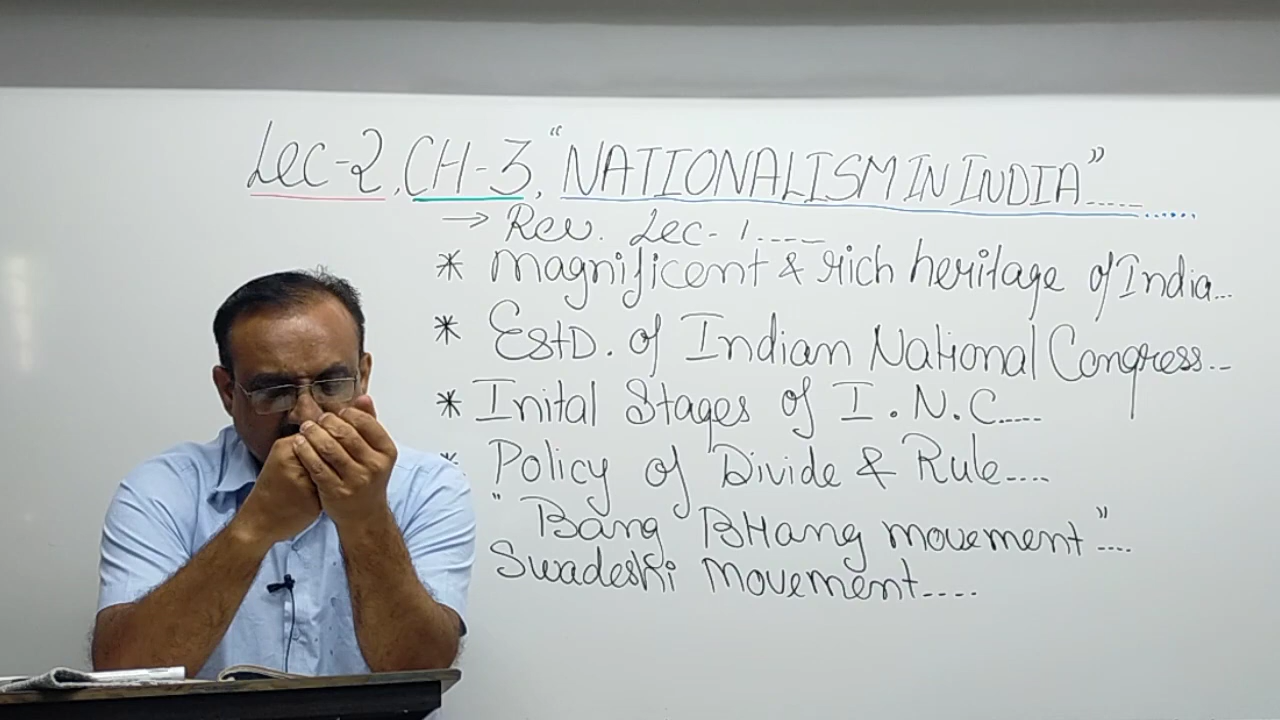 Lec-2, CH-3, "NATIONALISM IN INDIA".....
→ Rev. Lec-1.....
* Magnificent & rich heritage of India...
* EstD. of Indian National Congress...
* Inital Stages of I.N.C.....
* Policy of Divide & Rule....
"Bang BHang movement"....
Swadeshi Movement....